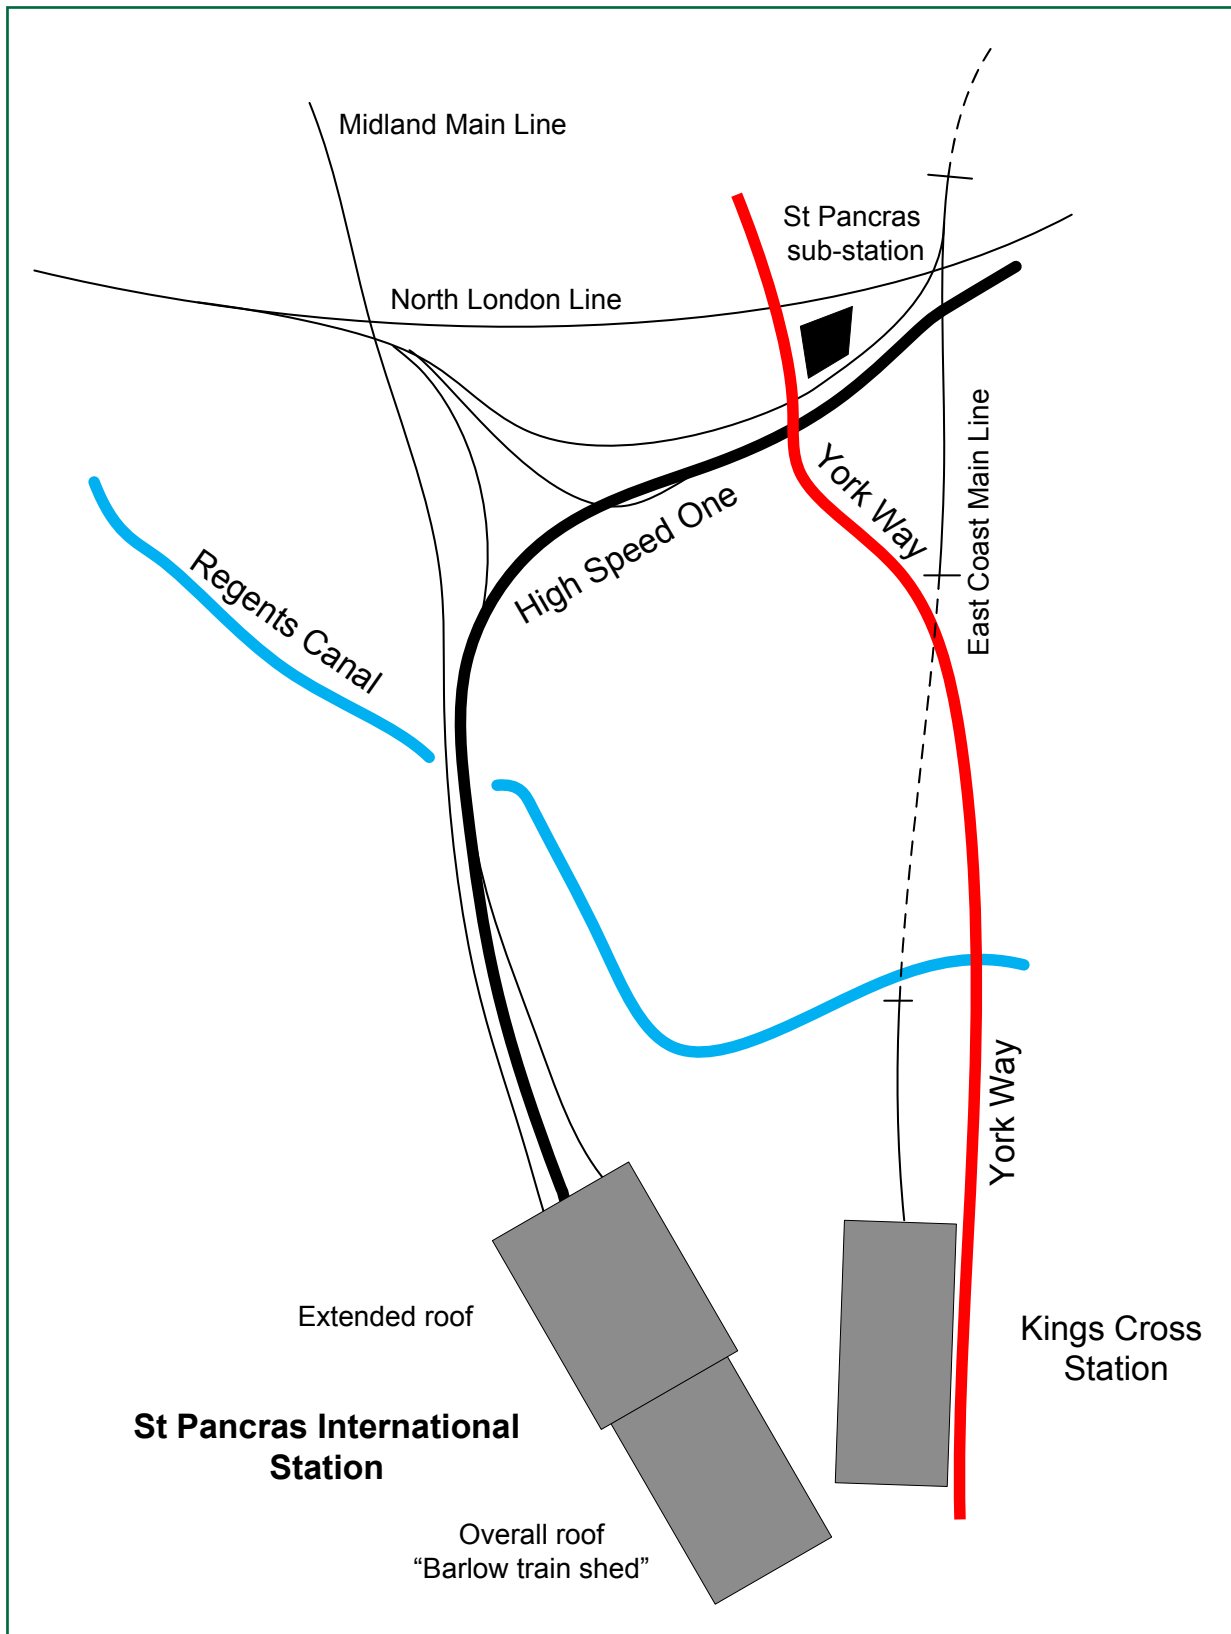 Midland Main Line
St Pancras
sub-station
North London Line
York Way
East Coast Main Line
High Speed One
Regents Canal
York Way
Extended roof
Kings Cross
Station
St Pancras International
Station
Overall roof
“Barlow train shed”